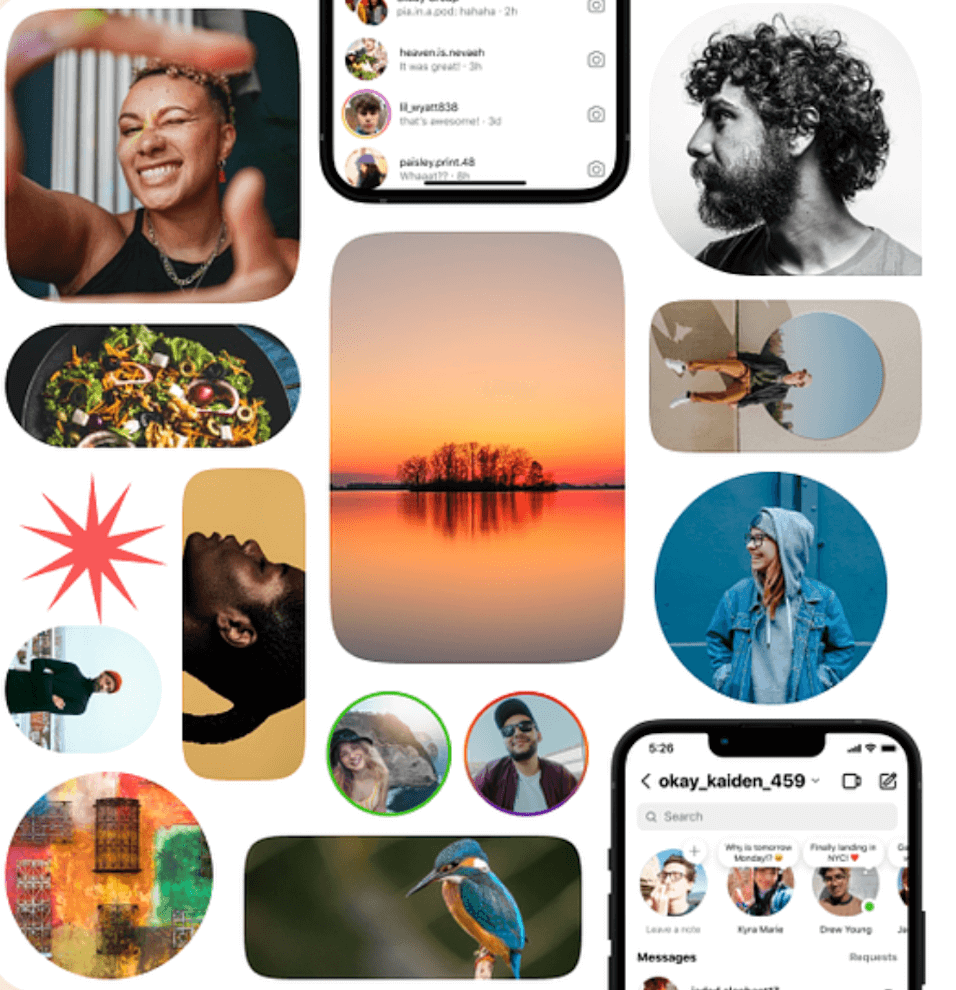 pia.in.a.pod: hahaha · 2h
heaven.is.nevaeh
It was great! · 3h
lil_wyatt838
that's awesome! · 3d
paisley.print.48
Whaaat?? · 8h
5:26
okay_kaiden_459
Search
Why is tomorrow
Monday!? 😩
Finally landing in
NYC! ❤️
Leave a note
Kyra Marie
Drew Young
Messages
Requests